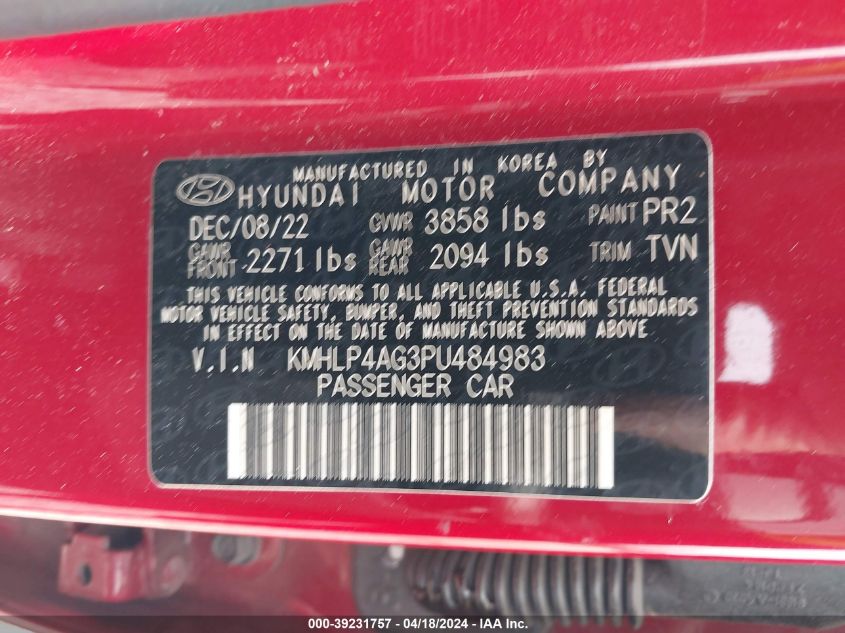 MANUFACTURED IN KOREA BY
HYUNDAI MOTOR COMPANY
DEC/08/22 GVWR 3858 lbs PAINT PR2
GAWR FRONT 2271 lbs GAWR REAR 2094 lbs TRIM TVN
THIS VEHICLE CONFORMS TO ALL APPLICABLE U.S.A. FEDERAL
MOTOR VEHICLE SAFETY, BUMPER, AND THEFT PREVENTION STANDARDS
IN EFFECT ON THE DATE OF MANUFACTURE SHOWN ABOVE
V.I.N KMHLP4AG3PU484983
PASSENGER CAR
000-39231757 - 04/18/2024 - IAA Inc.